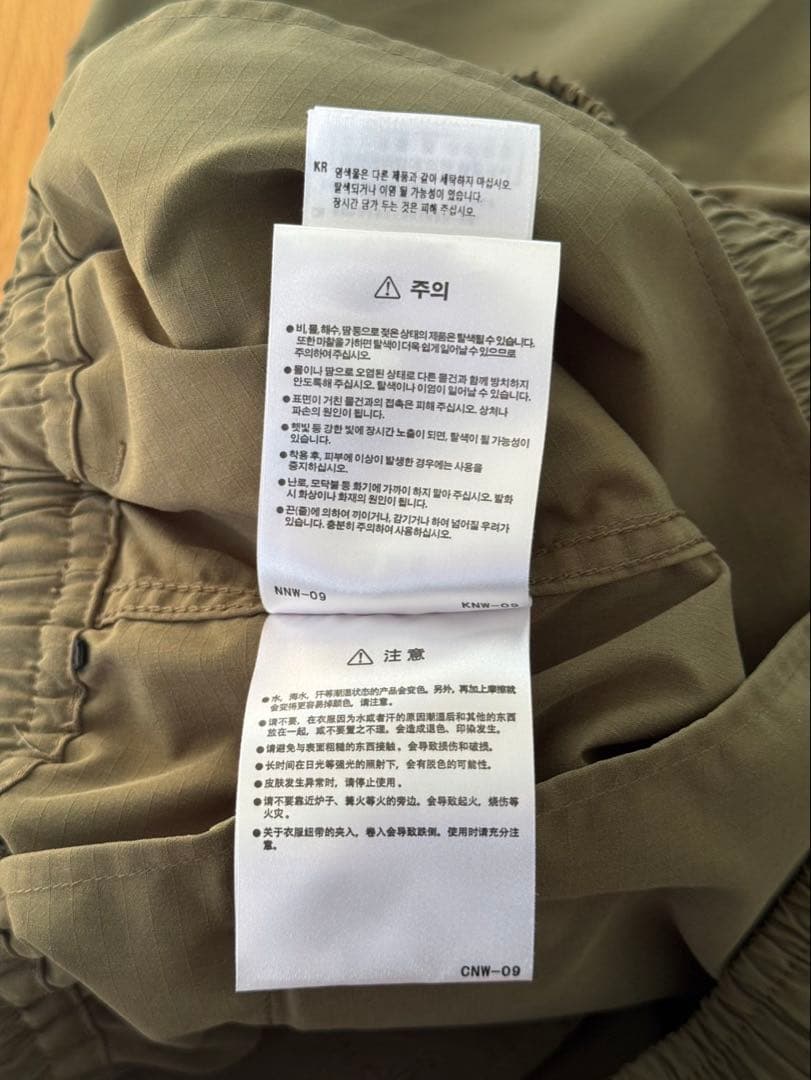 KR 염색물은 다른 제품과 같이 세탁하지 마십시오.
탈색되거나 이염 될 가능성이 있습니다.
장시간 담가 두는 것은 피해 주십시오.
⚠ 주의
● 비, 물, 해수, 땀 등으로 젖은 상태의 제품은 탈색될 수 있습니다.
또한 마찰을 가하면 탈색이 더욱 쉽게 일어날 수 있으므로
주의하여 주십시오.
● 물이나 땀으로 오염된 상태로 다른 물건과 함께 방치하지
안도록해 주십시오. 탈색이나 이염이 일어날 수 있습니다.
● 표면이 거친 물건과의 접촉은 피해 주십시오. 상처나
파손의 원인이 됩니다.
● 햇빛 등 강한 빛에 장시간 노출이 되면, 탈색이 될 가능성이
있습니다.
● 착용 후, 피부에 이상이 발생한 경우에는 사용을
중지하십시오.
● 난로, 모닥불 등 화기에 가까이 하지 말아 주십시오. 발화
시 화상이나 화재의 원인이 됩니다.
● 끈(줄)에 의하여 끼이거나, 감기거나 하여 넘어질 우려가
있습니다. 충분히 주의하여 사용하십시오.
NNW-09
KNW-09
⚠ 注意
● 水，海水，汗等潮湿状态的产品会变色。另外，再加上摩擦就
会变得更容易掉颜色，请注意。
● 请不要，在衣服因为水或者汗的原因潮湿后和其他的东西
放在一起，或不要置之不理。会造成退色、印染发生。
● 请避免与表面粗糙的东西接触。会导致损伤和破损。
● 长时间在日光等强光的照射下，会有脱色的可能性。
● 皮肤发生异常时，请停止使用。
● 请不要靠近炉子、篝火等火的旁边。会导致起火，烧伤等
火灾。
● 关于衣服纽带的夹入，卷入会导致跌倒。使用时请充分注
意。
CNW-09